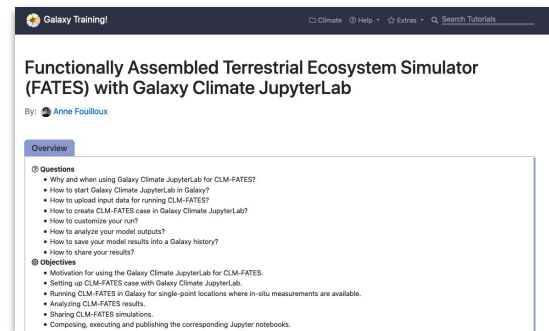 Galaxy Training!
Climate Help Extras Search Tutorials
Functionally Assembled Terrestrial Ecosystem Simulator
(FATES) with Galaxy Climate JupyterLab
By: Anne Fouilloux
Overview
Questions
• Why and when using Galaxy Climate JupyterLab for CLM-FATES?
• How to start Galaxy Climate JupyterLab in Galaxy?
• How to upload input data for running CLM-FATES?
• How to create CLM-FATES case in Galaxy Climate JupyterLab?
• How to customize your run?
• How to analyze your model outputs?
• How to save your model results into a Galaxy history?
• How to share your results?
Objectives
• Motivation for using the Galaxy Climate JupyterLab for CLM-FATES.
• Setting up CLM-FATES case with Galaxy Climate JupyterLab.
• Running CLM-FATES in Galaxy for single-point locations where in-situ measurements are available.
• Analyzing CLM-FATES results.
• Sharing CLM-FATES simulations.
• Composing, executing and publishing the corresponding Jupyter notebooks.